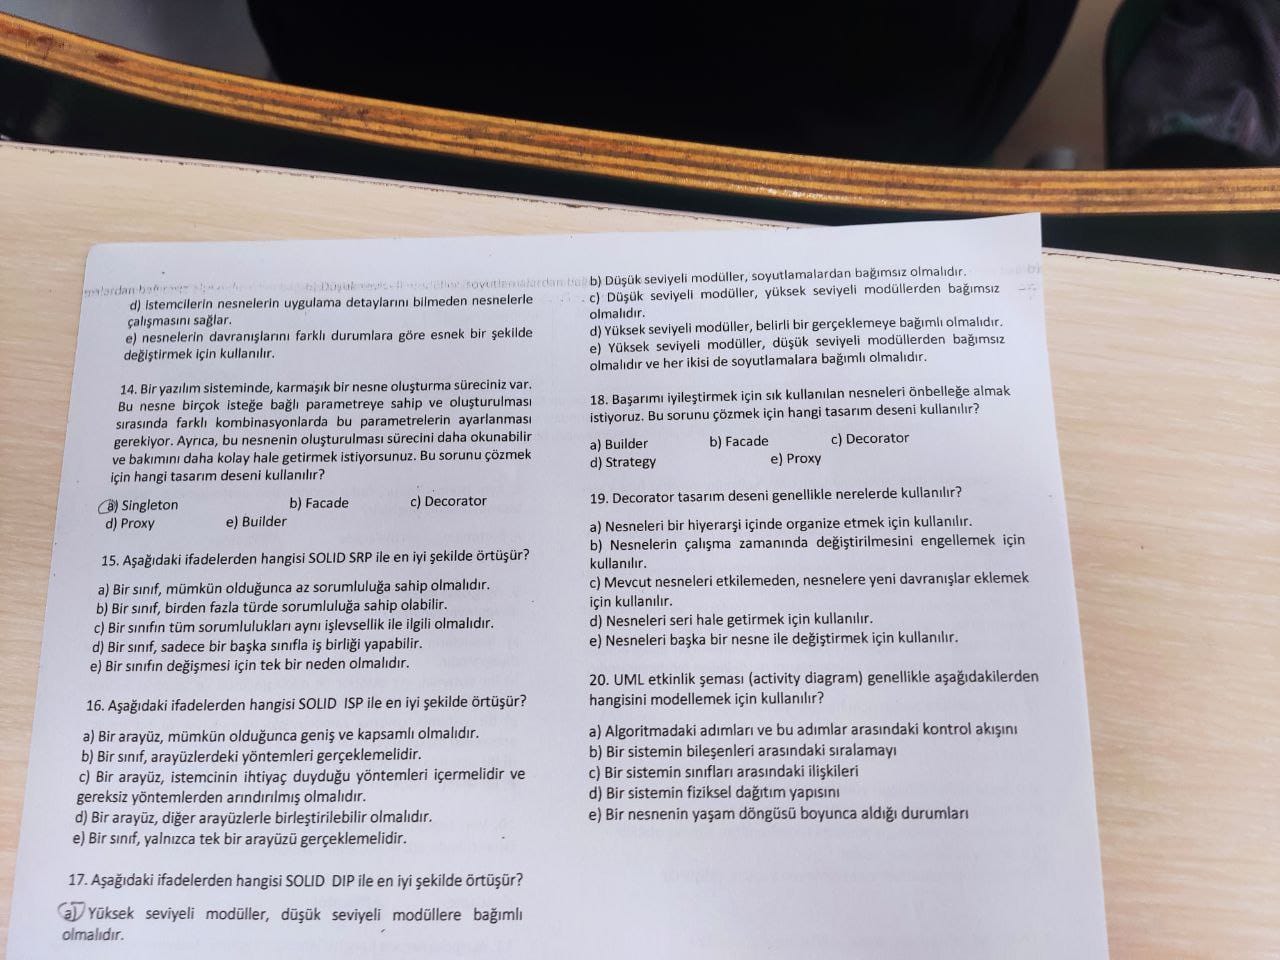 d) İstemcilerin nesnelerin uygulama detaylarını bilmeden nesnelerle
çalışmasını sağlar.
e) nesnelerin davranışlarını farklı durumlara göre esnek bir şekilde
değiştirmek için kullanılır.
14. Bir yazılım sisteminde, karmaşık bir nesne oluşturma süreciniz var.
Bu nesne birçok isteğe bağlı parametreye sahip ve oluşturulması
sırasında farklı kombinasyonlarda bu parametrelerin ayarlanması
gerekiyor. Ayrıca, bu nesnenin oluşturulması sürecini daha okunabilir
ve bakımını daha kolay hale getirmek istiyorsunuz. Bu sorunu çözmek
için hangi tasarım deseni kullanılır?
a) Singleton b) Facade c) Decorator
d) Proxy e) Builder
15. Aşağıdaki ifadelerden hangisi SOLID SRP ile en iyi şekilde örtüşür?
a) Bir sınıf, mümkün olduğunca az sorumluluğa sahip olmalıdır.
b) Bir sınıf, birden fazla türde sorumluluğa sahip olabilir.
c) Bir sınıfın tüm sorumlulukları aynı işlevsellik ile ilgili olmalıdır.
d) Bir sınıf, sadece bir başka sınıfla iş birliği yapabilir.
e) Bir sınıfın değişmesi için tek bir neden olmalıdır.
16. Aşağıdaki ifadelerden hangisi SOLID ISP ile en iyi şekilde örtüşür?
a) Bir arayüz, mümkün olduğunca geniş ve kapsamlı olmalıdır.
b) Bir sınıf, arayüzlerdeki yöntemleri gerçeklemelidir.
c) Bir arayüz, istemcinin ihtiyaç duyduğu yöntemleri içermelidir ve
gereksiz yöntemlerden arındırılmış olmalıdır.
d) Bir arayüz, diğer arayüzlerle birleştirilebilir olmalıdır.
e) Bir sınıf, yalnızca tek bir arayüzü gerçeklemelidir.
17. Aşağıdaki ifadelerden hangisi SOLID DIP ile en iyi şekilde örtüşür?
a) Yüksek seviyeli modüller, düşük seviyeli modüllere bağımlı
olmalıdır.
b) Düşük seviyeli modüller, soyutlamalardan bağımsız olmalıdır.
c) Düşük seviyeli modüller, yüksek seviyeli modüllerden bağımsız
olmalıdır.
d) Yüksek seviyeli modüller, belirli bir gerçeklemeye bağımlı olmalıdır.
e) Yüksek seviyeli modüller, düşük seviyeli modüllerden bağımsız
olmalıdır ve her ikisi de soyutlamalara bağımlı olmalıdır.
18. Başarımı iyileştirmek için sık kullanılan nesneleri önbelleğe almak
istiyoruz. Bu sorunu çözmek için hangi tasarım deseni kullanılır?
a) Builder b) Facade c) Decorator
d) Strategy e) Proxy
19. Decorator tasarım deseni genellikle nerelerde kullanılır?
a) Nesneleri bir hiyerarşi içinde organize etmek için kullanılır.
b) Nesnelerin çalışma zamanında değiştirilmesini engellemek için
kullanılır.
c) Mevcut nesneleri etkilemeden, nesnelere yeni davranışlar eklemek
için kullanılır.
d) Nesneleri seri hale getirmek için kullanılır.
e) Nesneleri başka bir nesne ile değiştirmek için kullanılır.
20. UML etkinlik şeması (activity diagram) genellikle aşağıdakilerden
hangisini modellemek için kullanılır?
a) Algoritmadaki adımları ve bu adımlar arasındaki kontrol akışını
b) Bir sistemin bileşenleri arasındaki sıralamayı
c) Bir sistemin sınıfları arasındaki ilişkileri
d) Bir sistemin fiziksel dağıtım yapısını
e) Bir nesnenin yaşam döngüsü boyunca aldığı durumları